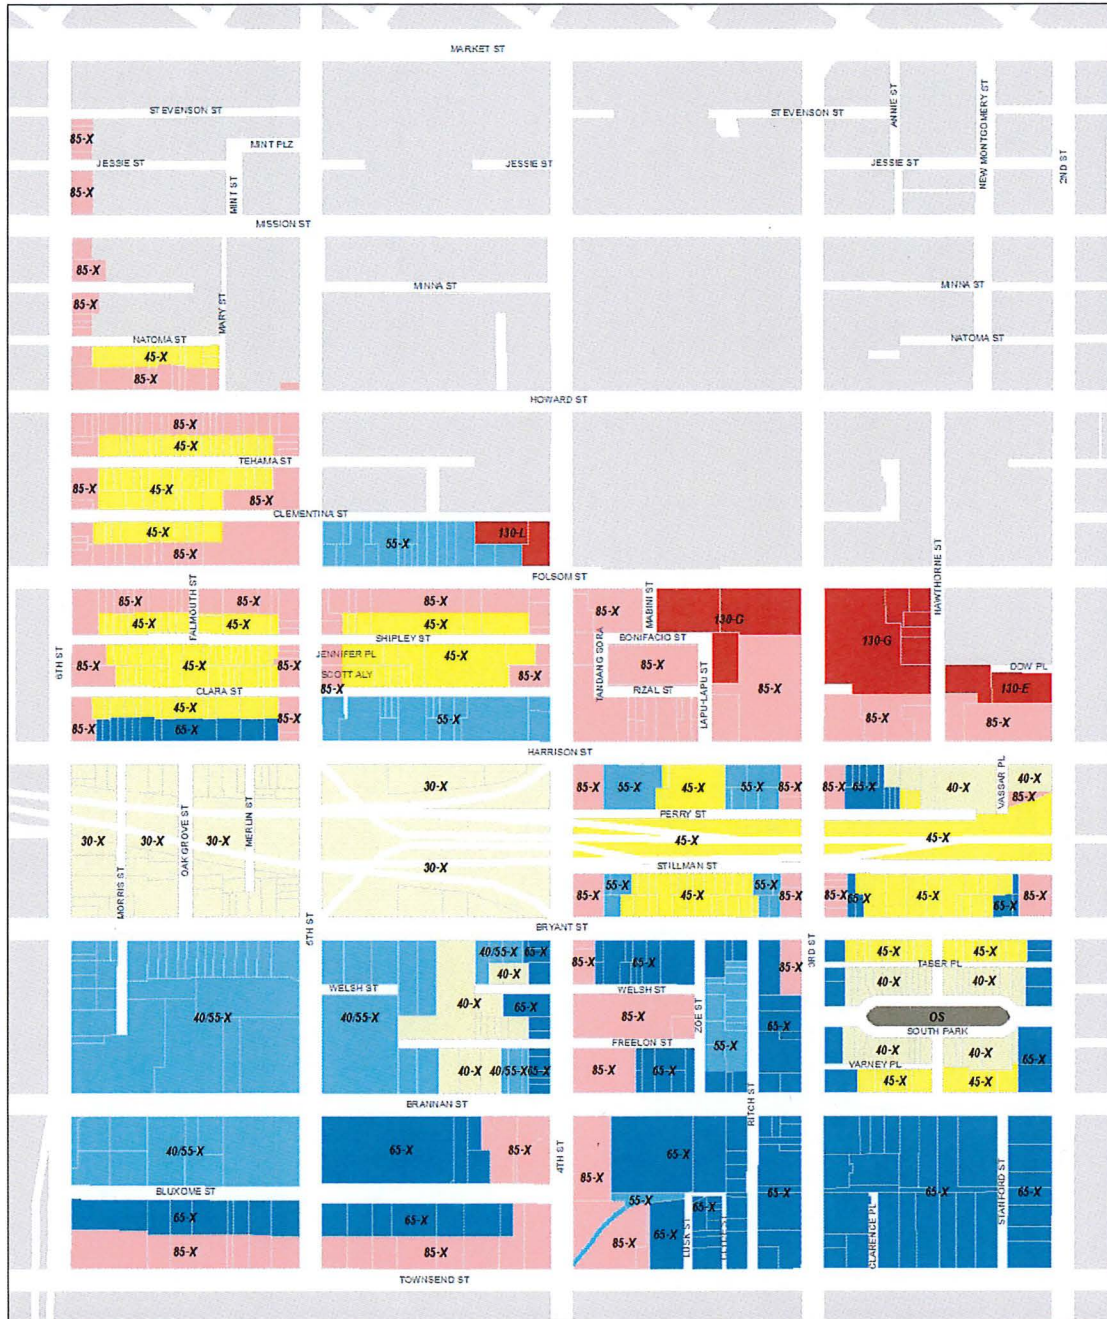 MARKET ST
STEVENSON ST
STEVENSON ST
ANNIE ST
NEW MONTGOMERY ST
85-X
MINT PLZ
JESSIE ST
JESSIE ST
JESSIE ST
2ND ST
85-X
MINT ST
MISSION ST
85-X
MINNA ST
MINNA ST
85-X
MARY ST
NATOMA ST
NATOMA ST
45-X
85-X
HOWARD ST
85-X
45-X
TEHAMA ST
85-X
45-X
85-X
CLEMENTINA ST
45-X
130-L
55-X
85-X
HAWTHORNE ST
FOLSOM ST
FALMOUTH ST
MABINI ST
85-X
85-X
85-X
85-X
130-G
45-X
45-X
45-X
SHIPLEY ST
BONIFACIO ST
130-G
6TH ST
JENNIFER PL
TANDANG SORA
85-X
45-X
85-X
45-X
85-X
85-X
LAPU-LAPU ST
85-X
DOW PL
SCOTT ALY
CLARA ST
85-X
RIZAL ST
130-E
45-X
85-X
65-X
85-X
55-X
85-X
85-X
HARRISON ST
VASSAR PL
30-X
85-X
55-X
45-X
55-X
85-X
65-X
40-X
40-X
85-X
PERRY ST
30-X
30-X
30-X
MORRIS ST
OAK GROVE ST
MERLIN ST
45-X
45-X
30-X
STILLMAN ST
85-X
55-X
45-X
55-X
85-X
65-X
45-X
65-X
85-X
5TH ST
BRYANT ST
3RD ST
40/55-X
65-X
85-X
65-X
85-X
45-X
45-X
TABER PL
40-X
40-X
40-X
WELSH ST
WELSH ST
40/55-X
40/55-X
40-X
65-X
85-X
ZOE ST
65-X
OS
SOUTH PARK
FREELON ST
55-X
40-X
40-X
65-X
VARNEY PL
40-X
40/55-X
65-X
85-X
65-X
45-X
45-X
BRANNAN ST
RITCH ST
40/55-X
65-X
85-X
4TH ST
85-X
65-X
65-X
65-X
65-X
STANFORD ST
BLUXOME ST
55-X
65-X
65-X
65-X
85-X
65-X
LUSK ST
CLARENCE PL
85-X
85-X
TOWNSEND ST